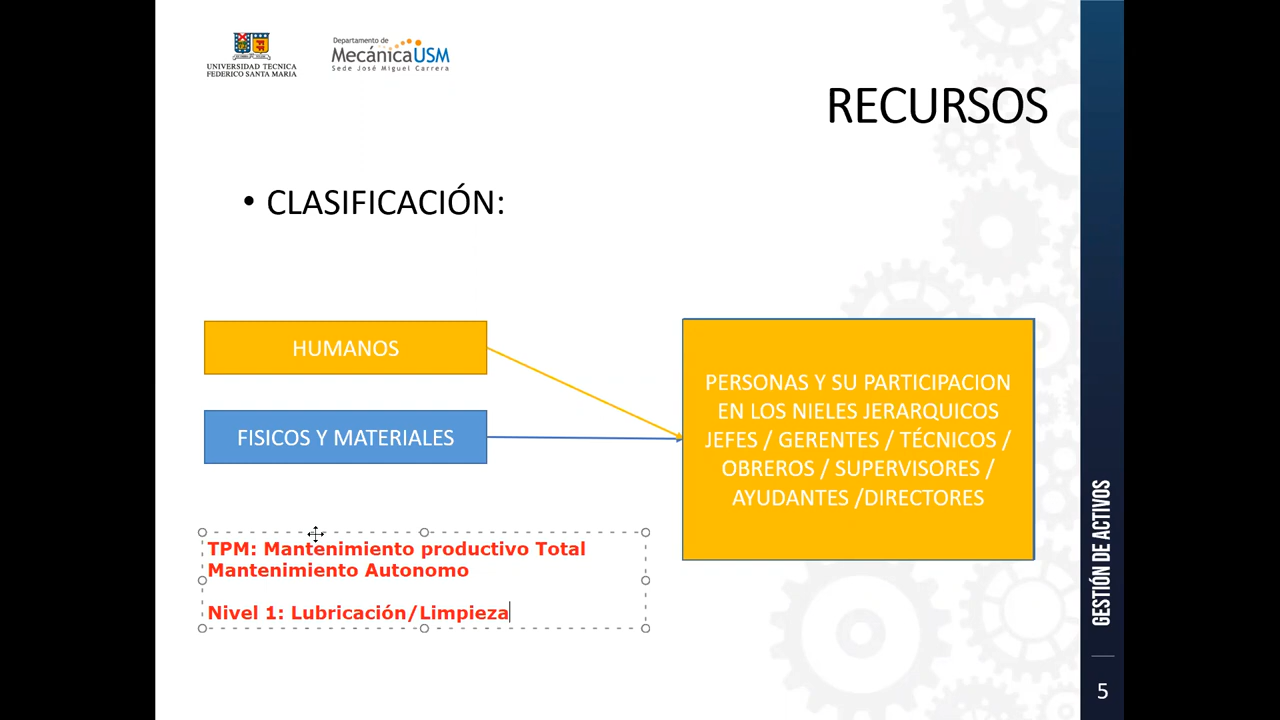 UNIVERSIDAD TECNICA
FEDERICO SANTA MARIA
Departamento de
MecánicaUSM
Sede José Miguel Carrera
RECURSOS
• CLASIFICACIÓN:
HUMANOS
FISICOS Y MATERIALES
PERSONAS Y SU PARTICIPACION
EN LOS NIELES JERARQUICOS
JEFES / GERENTES / TÉCNICOS /
OBREROS / SUPERVISORES /
AYUDANTES /DIRECTORES
TPM: Mantenimiento productivo Total
Mantenimiento Autonomo
Nivel 1: Lubricación/Limpieza
GESTIÓN DE ACTIVOS
5